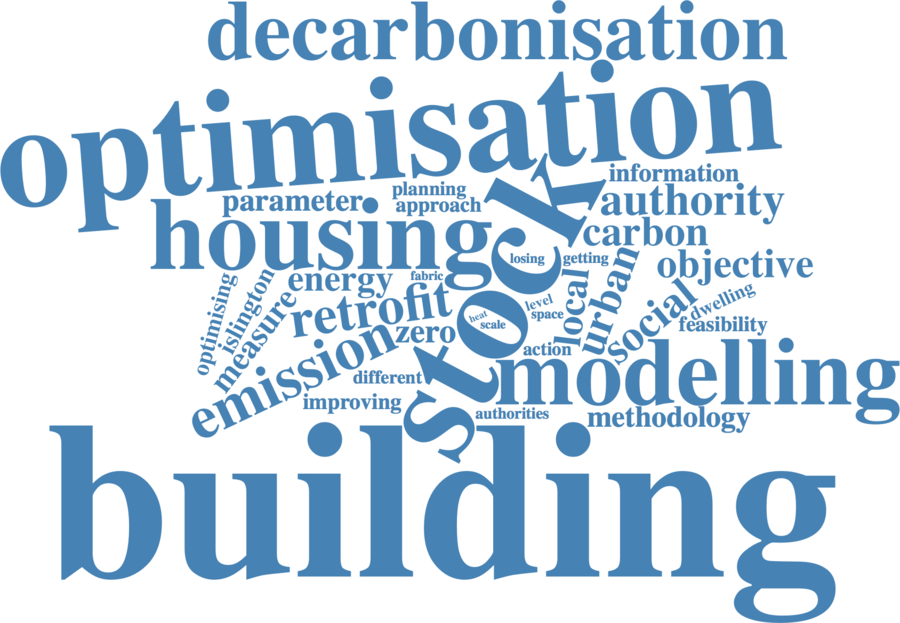 decarbonisation
optimisation
information
planning
parameter
approach
authority
housing
stock
carbon
losing
getting
objective
energy
fabric
optimising
islington
measure
retrofit
level
local
urban
social
dwelling
heat
scale
space
zero
feasibility
emission
action
modelling
different
improving
authorities
methodology
building